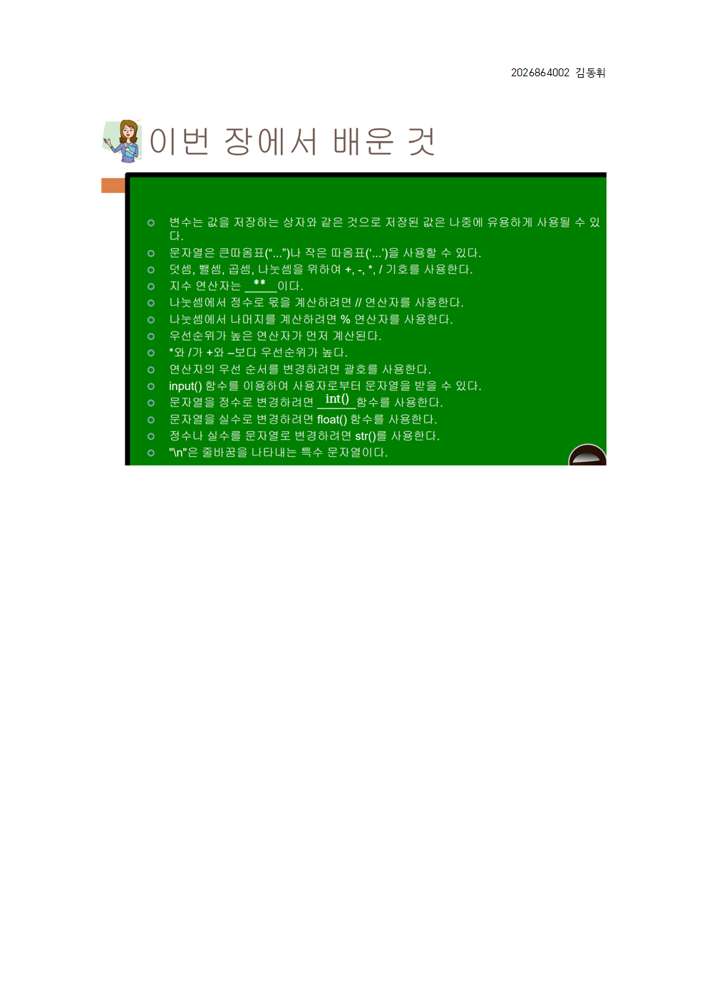 2026864002 김동휘
이번 장에서 배운 것
변수는 값을 저장하는 상자와 같은 것으로 저장된 값은 나중에 유용하게 사용될 수 있
다.
문자열은 큰따옴표(“...”)나 작은 따옴표(‘...’)을 사용할 수 있다.
덧셈, 뺄셈, 곱셈, 나눗셈을 위하여 +, -, *, / 기호를 사용한다.
지수 연산자는 **이다.
나눗셈에서 정수로 몫을 계산하려면 // 연산자를 사용한다.
나눗셈에서 나머지를 계산하려면 % 연산자를 사용한다.
우선순위가 높은 연산자가 먼저 계산된다.
*와 /가 +와 –보다 우선순위가 높다.
연산자의 우선 순서를 변경하려면 괄호를 사용한다.
input() 함수를 이용하여 사용자로부터 문자열을 받을 수 있다.
문자열을 정수로 변경하려면 int()함수를 사용한다.
문자열을 실수로 변경하려면 float() 함수를 사용한다.
정수나 실수를 문자열로 변경하려면 str()를 사용한다.
"\n"은 줄바꿈을 나타내는 특수 문자열이다.